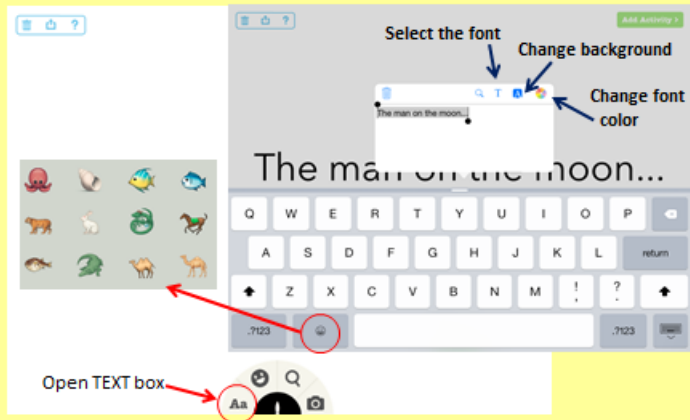 ?
?
Add Activity >
Select the font
Change background
Change font
color
T A
The man on the moon...
The man on the moon...
Q W E R T Y U I O P
A S D F G H J K L return
Z X C V B N M ! , ? .
.?123 .?123
Open TEXT box
Aa